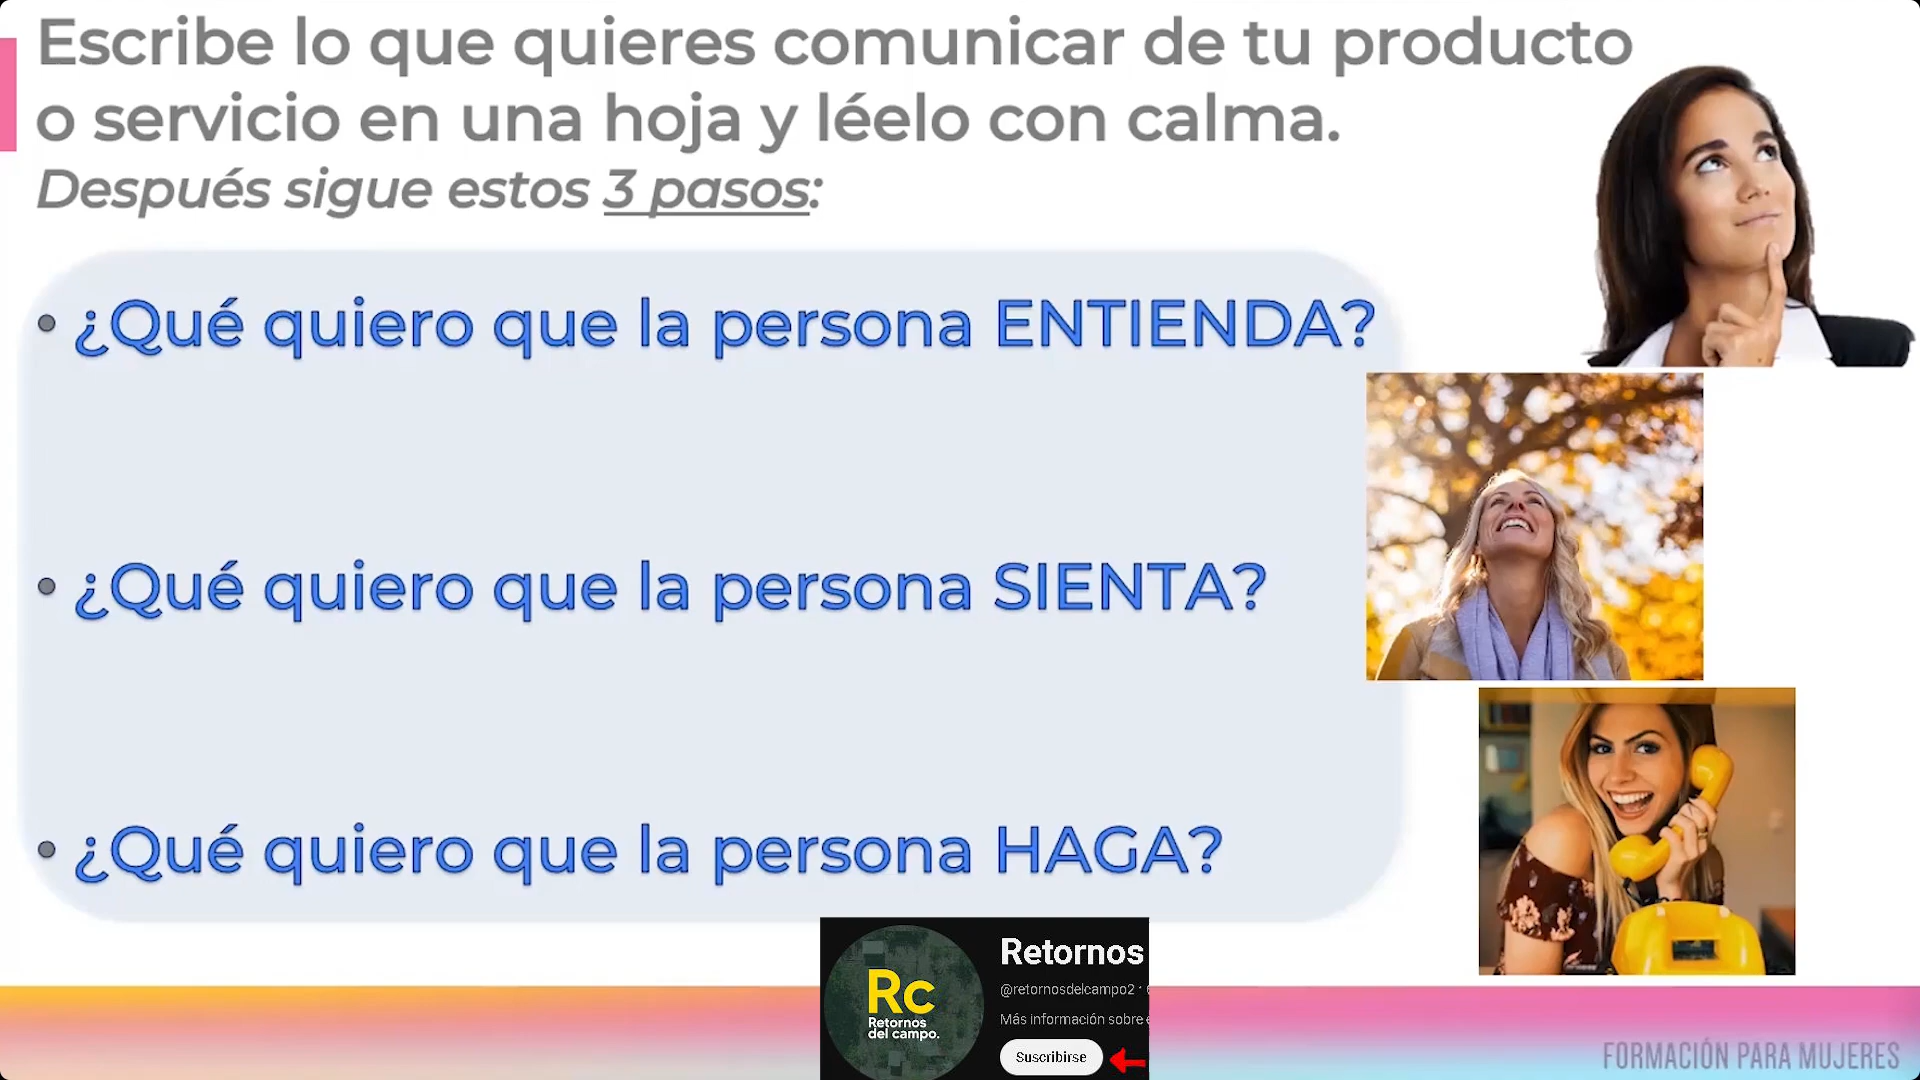 Escribe lo que quieres comunicar de tu producto
o servicio en una hoja y léelo con calma.
Después sigue estos 3 pasos:
• ¿Qué quiero que la persona ENTIENDA?
• ¿Qué quiero que la persona SIENTA?
• ¿Qué quiero que la persona HAGA?
Rc
Retornos
del campo.
Retornos
@retornosdelcampo2 ·
Más información sobre
Suscribirse
FORMACIÓN PARA MUJERES